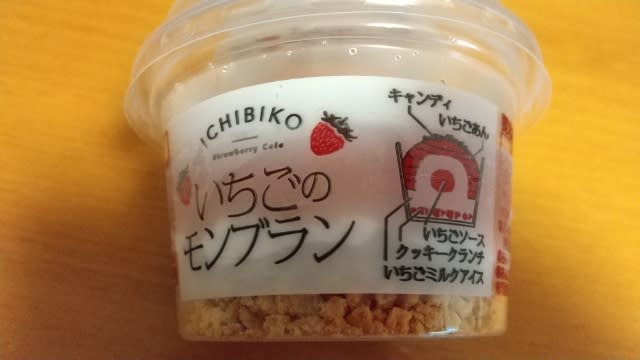 ICHIBIKO
Strawberry Cafe
いちごの
モンブラン
キャンディ
いちごあん
いちごソース
クッキークランチ
いちごミルクアイス